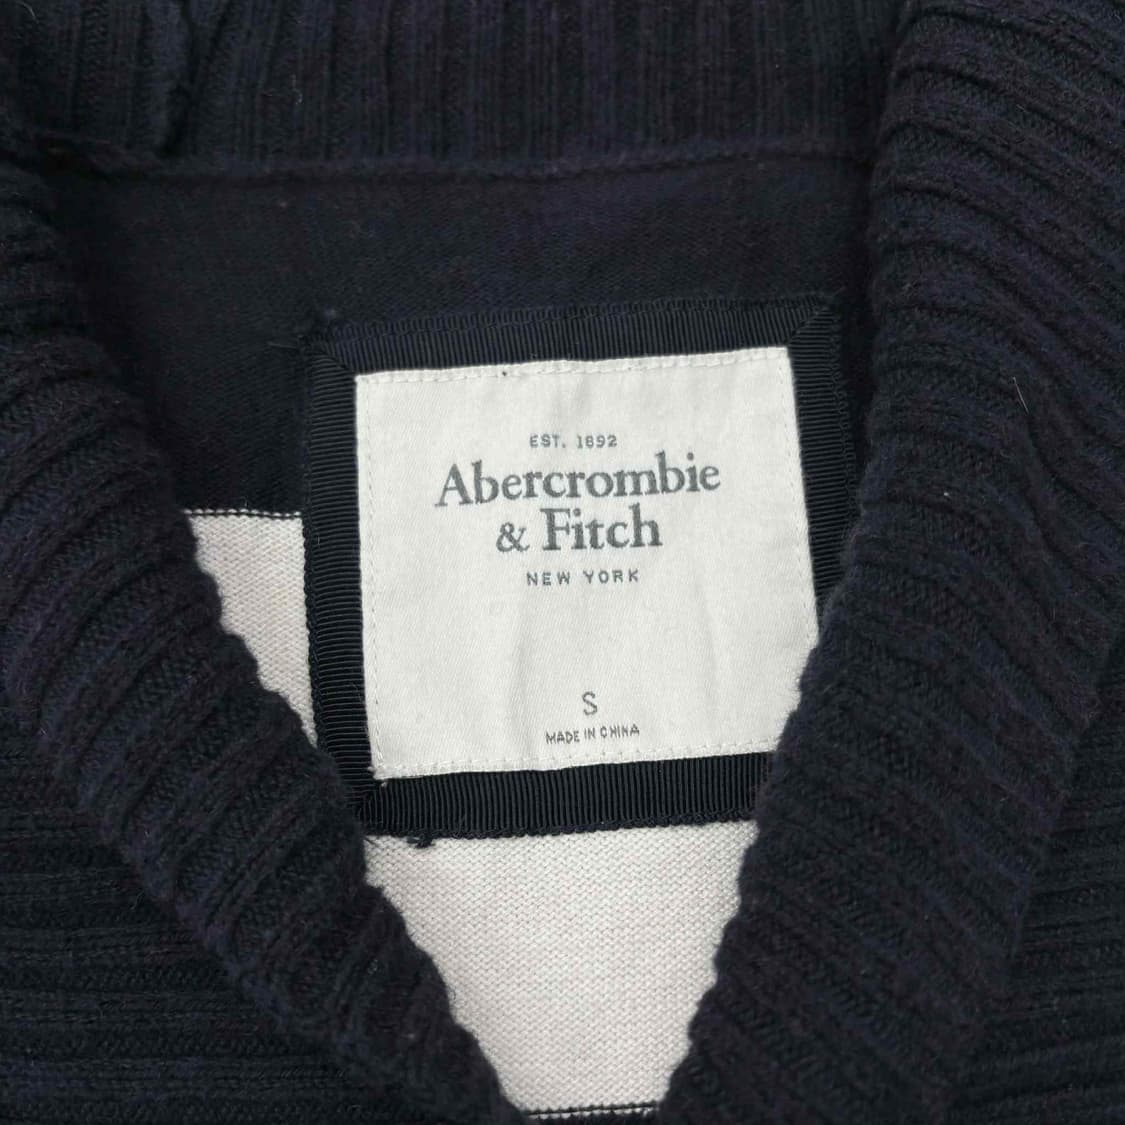 EST. 1892
Abercrombie
& Fitch
NEW YORK
S
MADE IN CHINA